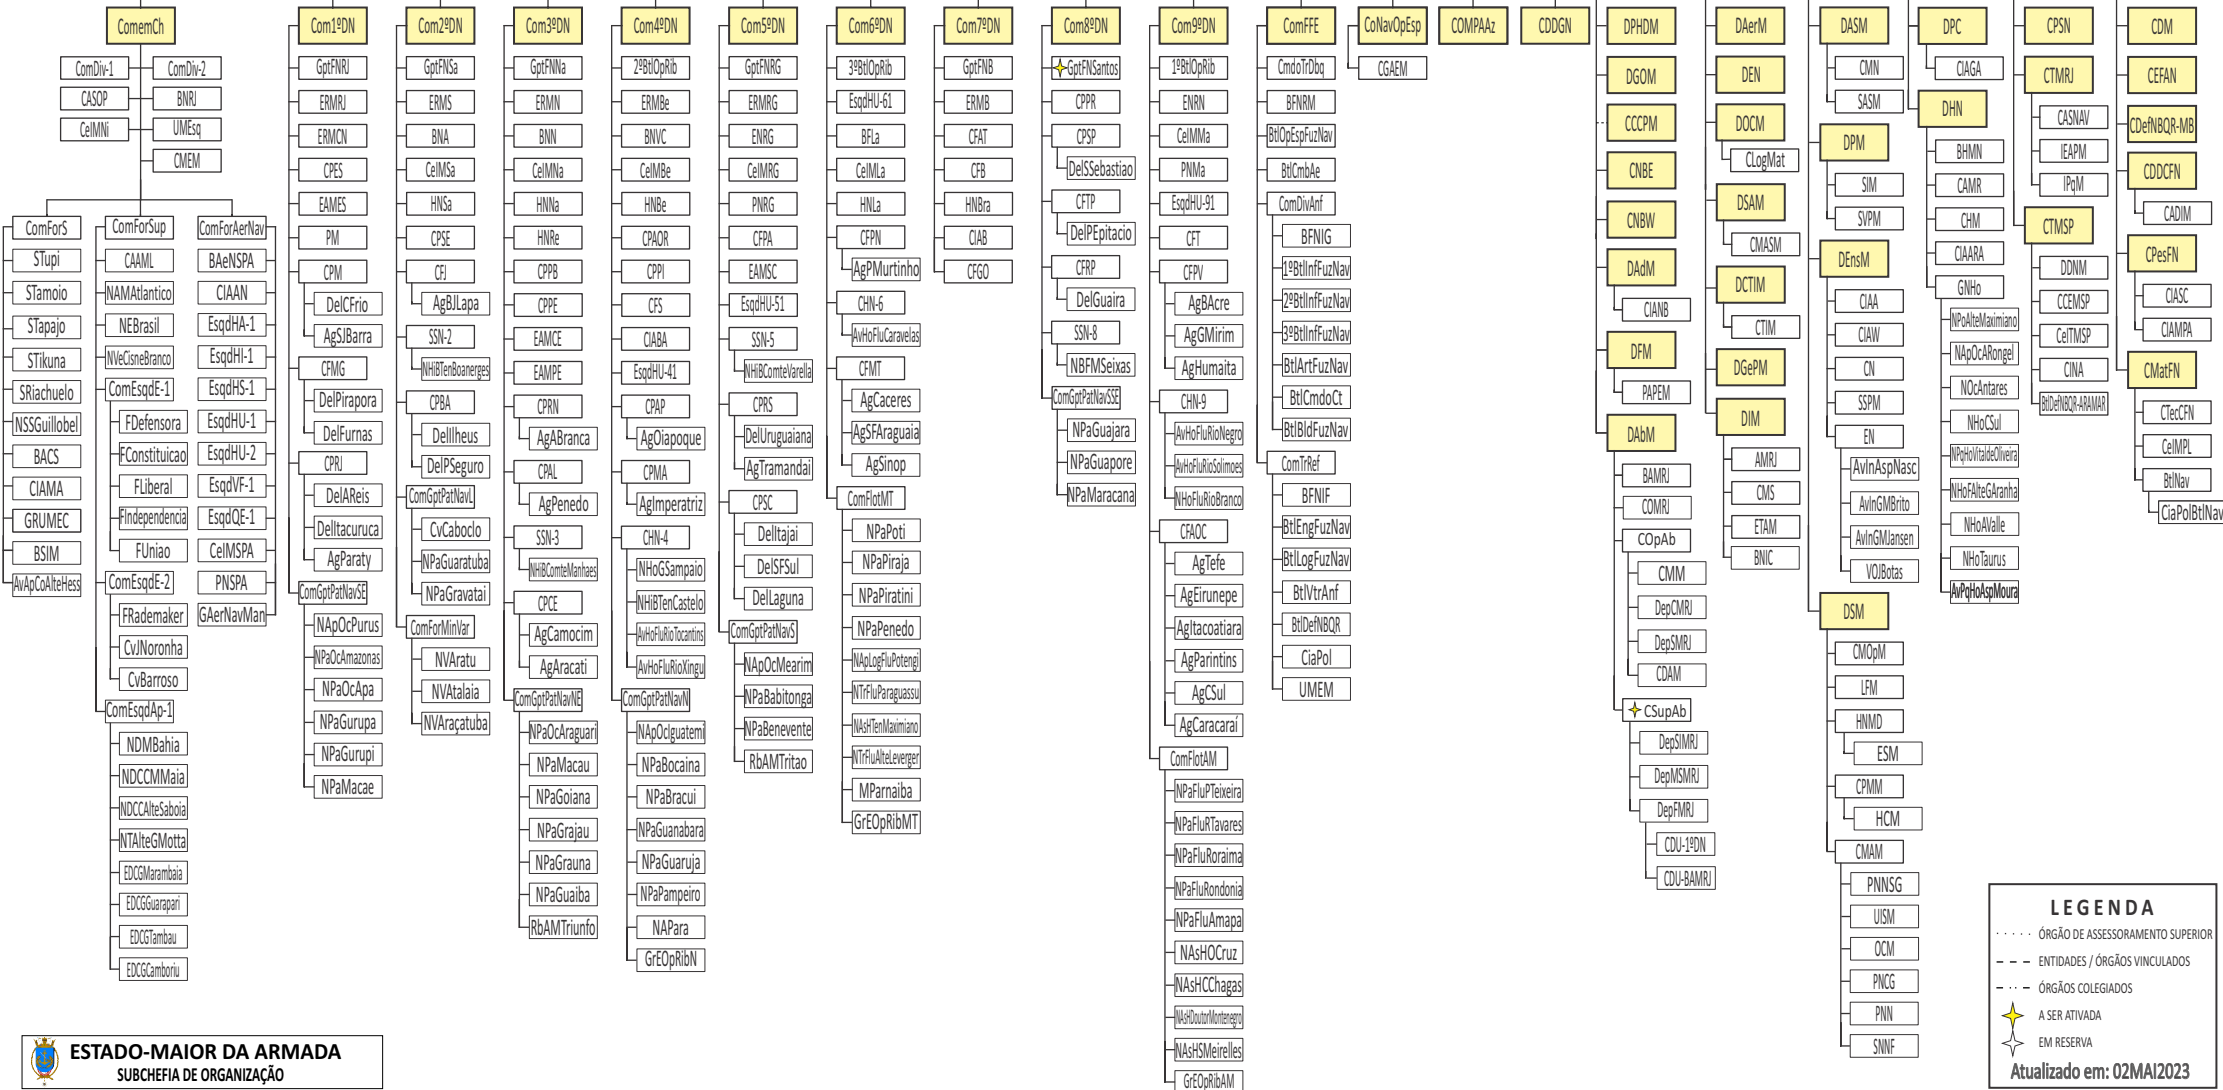 ComemCh
ComDiv-1
ComDiv-2
CASOP
BNRJ
CeIMNi
UMEsq
CMEM
ComForS
STupi
STamoio
STapajo
STikuna
SRiachuelo
NSSGuillobel
BACS
CIAMA
GRUMEC
BSIM
AvApCoAlteHess
ComForSup
CAAML
NAMAtlantico
NEBrasil
NVeCisneBranco
ComEsqdE-1
FDefensora
FConstituicao
FLiberal
FIndependencia
FUniao
ComEsqdE-2
FRademaker
CvJNoronha
CvBarroso
ComEsqdAp-1
NDMBahia
NDCCMMaia
NDCCAlteSaboia
NTAlteGMotta
EDCGMarambaia
EDCGGuarapari
EDCGTambau
EDCGCamboriu
ComForAerNav
BAeNSPA
CIAAN
EsqdHA-1
EsqdHI-1
EsqdHS-1
EsqdHU-1
EsqdHU-2
EsqdVF-1
EsqdQE-1
CeIMSPA
PNSPA
GAerNavMan
Com1ºDN
GptFNRJ
ERMRJ
ERMCN
CPES
EAMES
PM
CPM
DelCFrio
AgSJBarra
CFMG
DelPirapora
DelFurnas
CPRJ
DelAReis
DelItacuruca
AgParaty
ComGptPatNavSE
NApOcPurus
NPaOcAmazonas
NPaOcApa
NPaGurupa
NPaGurupi
NPaMacae
Com2ºDN
GptFNSa
ERMS
BNA
CeIMSa
HNSa
CPSE
CFJ
AgBJLapa
SSN-2
NHiBTenBoanerges
CPBA
DelIlheus
DelPSeguro
ComGptPatNavL
CvCaboclo
NPaGuaratuba
NPaGravatai
ComForMinVar
NVAratu
NVAtalaia
NVAraçatuba
Com3ºDN
GptFNNa
ERMN
BNN
CeIMNa
HNNa
HNRe
CPPB
CPPE
EAMCE
EAMPE
CPRN
AgABranca
CPAL
AgPenedo
SSN-3
NHiBComteManhaes
CPCE
AgCamocim
AgAracati
ComGptPatNavNE
NPaOcAraguari
NPaMacau
NPaGoiana
NPaGrajau
NPaGrauna
NPaGuaiba
RbAMTriunfo
Com4ºDN
2ºBtlOpRib
ERMBe
BNVC
CeIMBe
HNBe
CPAOR
CPPI
CFS
CIABA
EsqdHU-41
CPAP
AgOiapoque
CPMA
AgImperatriz
CHN-4
NHoGSampaio
NHiBTenCastelo
AvHoFluRioTocantins
AvHoFluRioXingu
ComGptPatNavN
NApOcIguatemi
NPaBocaina
NPaBracui
NPaGuanabara
NPaGuaruja
NPaPampeiro
NAPara
GrEOpRibN
Com5ºDN
GptFNRG
ERMRG
ENRG
CeIMRG
PNRG
CFPA
EAMSC
EsqdHU-51
SSN-5
NHiBComteVarella
CPRS
DelUruguaiana
AgTramandai
CPSC
DelItajai
DelSFSul
DelLaguna
ComGptPatNavS
NApOcMearim
NPaBabitonga
NPaBenevente
RbAMTritao
Com6ºDN
3ºBtlOpRib
EsqdHU-61
BFLa
CeIMLa
HNLa
CFPN
AgPMurtinho
CHN-6
AvHoFluCaravelas
CFMT
AgCaceres
AgSFAraguaia
AgSinop
ComFlotMT
NPaPoti
NPaPiraja
NPaPiratini
NPaPenedo
NApLogFluPotengi
NTrFluParaguassu
NAsHTenMaximiano
NTrFluAlteLeverger
MParnaiba
GrEOpRibMT
Com7ºDN
GptFNB
ERMB
CFAT
CFB
HNBra
CIAB
CFGO
Com8ºDN
GptFNSantos
CPPR
CPSP
DelSSebastiao
CFTP
DelPEpitacio
CFRP
DelGuaira
SSN-8
NBFMSeixas
ComGptPatNavSSE
NPaGuajara
NPaGuapore
NPaMaracana
Com9ºDN
1ºBtlOpRib
ENRN
CeIMMa
PNMa
EsqdHU-91
CFT
CFPV
AgBAcre
AgGMirim
AgHumaita
CHN-9
AvHoFluRioNegro
AvHoFluRioSolimoes
NHoFluRioBranco
CFAOC
AgTefe
AgEirunepe
AgItacoatiara
AgParintins
AgCSul
AgCaracaraí
ComFlotAM
NPaFluPTeixeira
NPaFluRTavares
NPaFluRoraima
NPaFluRondonia
NPaFluAmapa
NAsHOCruz
NAsHCChagas
NAsHDoutorMontenegro
NAsHSMeirelles
GrEOpRibAM
ComFFE
CmdoTrDbq
BFNRM
BtlOpEspFuzNav
BtlCmbAe
ComDivAnf
BFNIG
1ºBtlInfFuzNav
2ºBtlInfFuzNav
3ºBtlInfFuzNav
BtlArtFuzNav
BtlCmdoCt
BtlBldFuzNav
ComTrRef
BFNIF
BtlEngFuzNav
BtlLogFuzNav
BtlVtrAnf
BtlDefNBQR
CiaPol
UMEM
CoNavOpEsp
CGAEM
COMPAAz
CDDGN
DPHDM
DGOM
CCCPM
CNBE
CNBW
DAdM
CIANB
DFM
PAPEM
DAbM
BAMRJ
COMRJ
COpAb
CMM
DepCMRJ
DepSMRJ
CDAM
CSupAb
DepSIMRJ
DepMSMRJ
DepFMRJ
CDU-1ºDN
CDU-BAMRJ
DAerM
DEN
DOCM
CLogMat
DSAM
CMASM
DCTIM
CTIM
DGePM
DIM
AMRJ
CMS
ETAM
BNIC
DASM
CMN
SASM
DPM
SIM
SVPM
DEnsM
CIAA
CIAW
CN
SSPM
EN
AvInAspNasc
AvInGMBrito
AvInGMJansen
VOJBotas
DSM
CMOpM
LFM
HNMD
ESM
CPMM
HCM
CMAM
PNNSG
UISM
OCM
PNCG
PNN
SNNF
DPC
CIAGA
DHN
BHMN
CAMR
CHM
CIAARA
GNHo
NPoAlteMaximiano
NApOcARongel
NOcAntares
NHoCSul
NPqHoVitaldeOliveira
NHoFAlteGAranha
NHoAValle
NHoTaurus
AvPqHoAspMoura
CPSN
CTMRJ
CASNAV
IEAPM
IPqM
CTMSP
DDNM
CCEMSP
CeITMSP
CINA
BtlDefNBQR-ARAMAR
CDM
CEFAN
CDefNBQR-MB
CDDCFN
CADIM
CPesFN
CIASC
CIAMPA
CMatFN
CTecCFN
CeIMPL
BtlNav
CiaPolBtlNav
LEGENDA
ÓRGÃO DE ASSESSORAMENTO SUPERIOR
ENTIDADES / ÓRGÃOS VINCULADOS
ÓRGÃOS COLEGIADOS
A SER ATIVADA
EM RESERVA
Atualizado em: 02MAI2023
ESTADO-MAIOR DA ARMADA
SUBCHEFIA DE ORGANIZAÇÃO